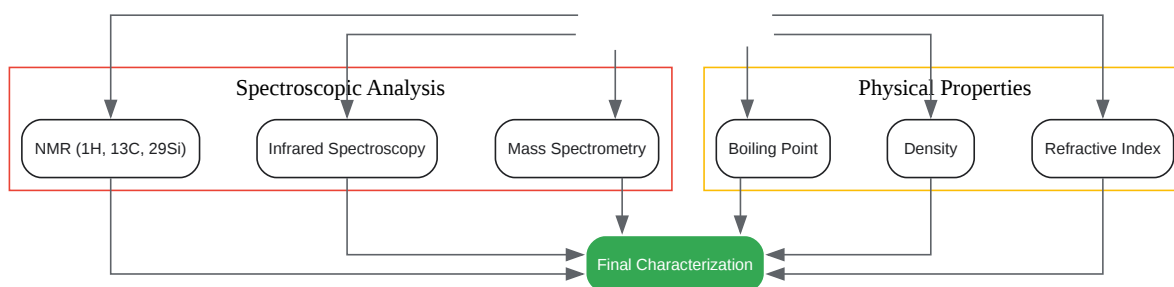 Spectroscopic Analysis
Physical Properties
NMR (1H, 13C, 29Si)
Infrared Spectroscopy
Mass Spectrometry
Boiling Point
Density
Refractive Index
Final Characterization